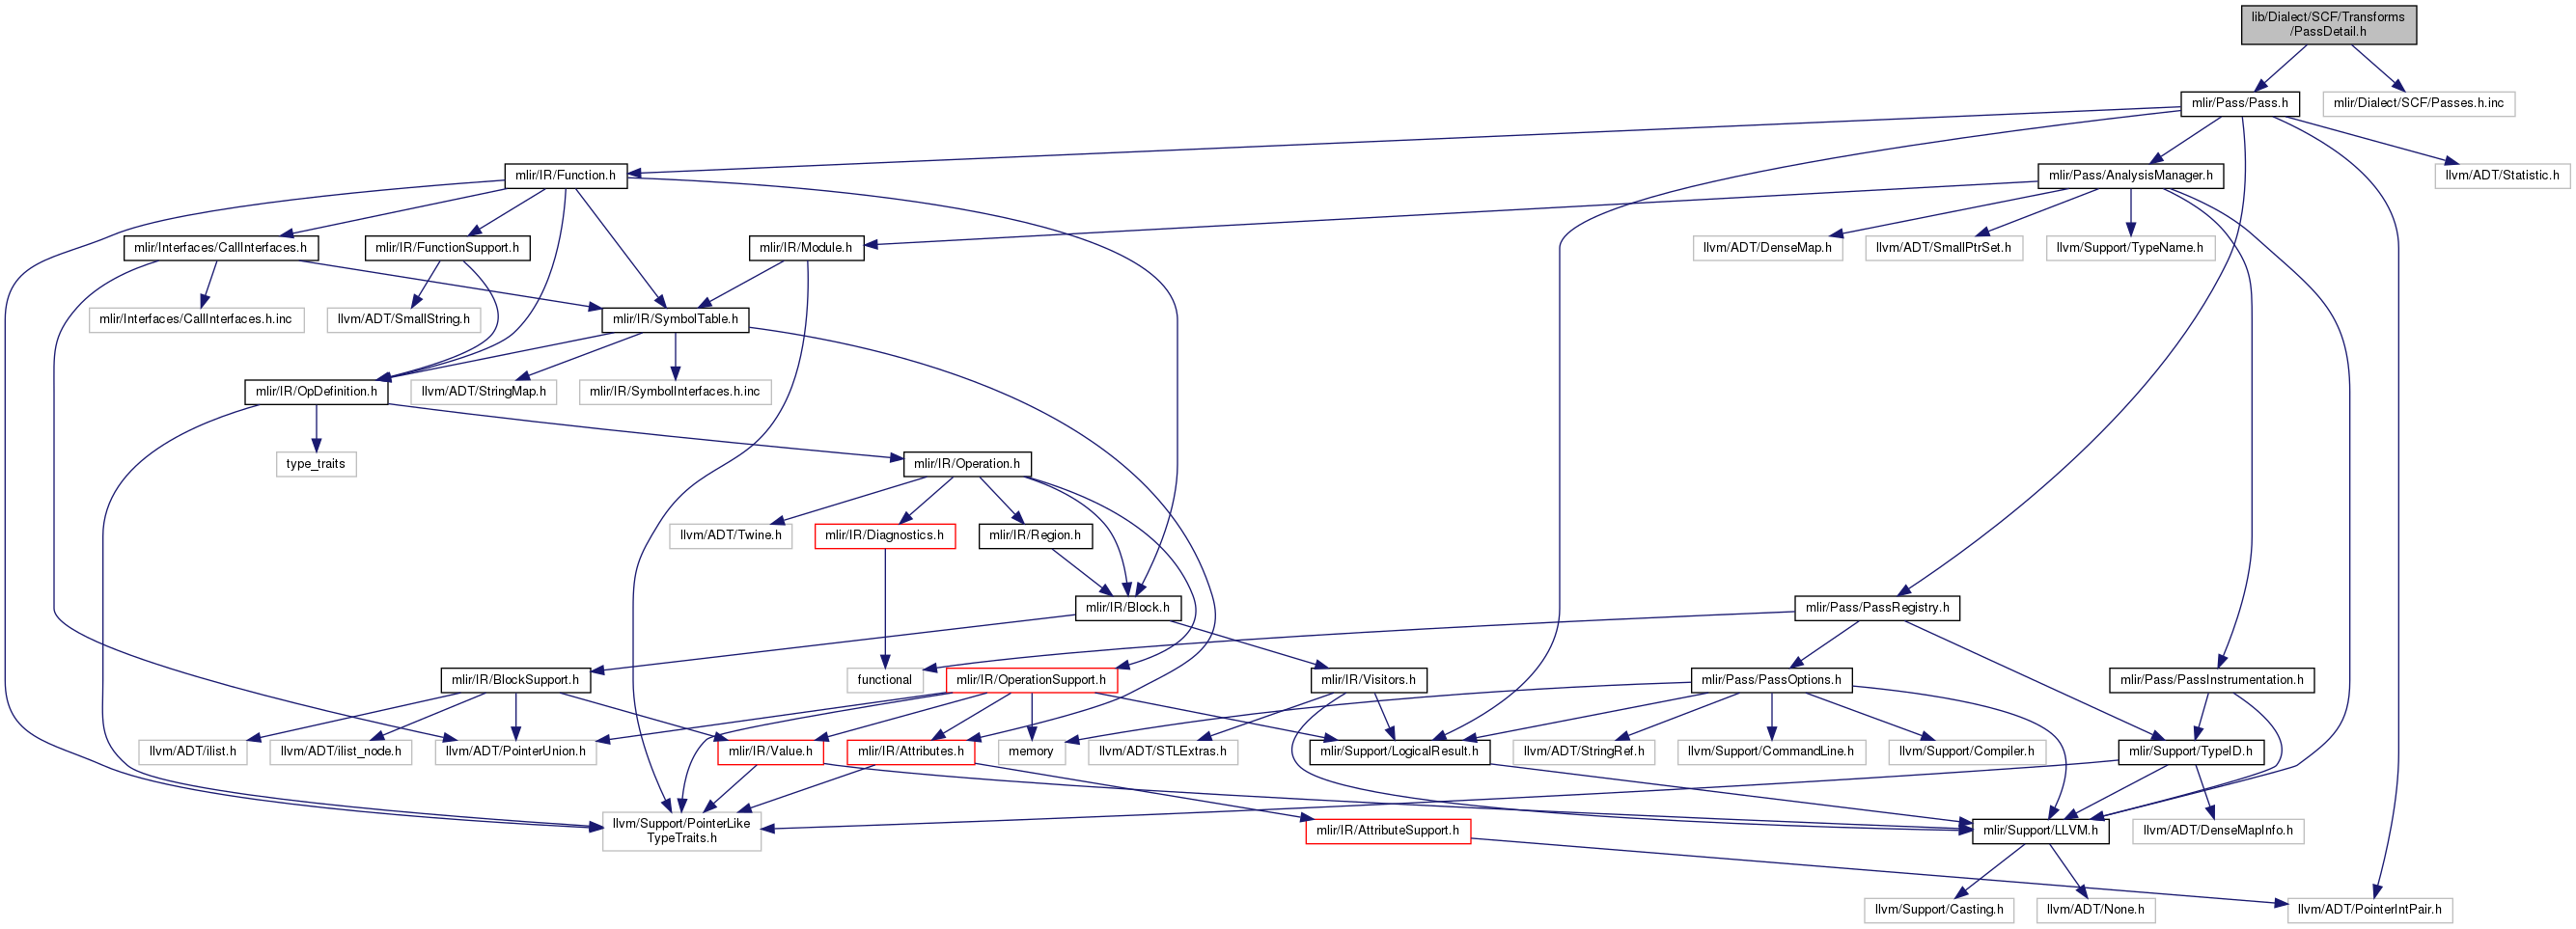 lib/Dialect/SCF/Transforms
/PassDetail.h
mlir/Pass/Pass.h
mlir/Dialect/SCF/Passes.h.inc
mlir/IR/Function.h
mlir/Pass/AnalysisManager.h
llvm/ADT/Statistic.h
mlir/Interfaces/CallInterfaces.h
mlir/IR/FunctionSupport.h
mlir/IR/Module.h
llvm/ADT/DenseMap.h
llvm/ADT/SmallPtrSet.h
llvm/Support/TypeName.h
mlir/Interfaces/CallInterfaces.h.inc
llvm/ADT/SmallString.h
mlir/IR/SymbolTable.h
mlir/IR/OpDefinition.h
llvm/ADT/StringMap.h
mlir/IR/SymbolInterfaces.h.inc
type_traits
mlir/IR/Operation.h
llvm/ADT/Twine.h
mlir/IR/Diagnostics.h
mlir/IR/Region.h
mlir/IR/Block.h
mlir/Pass/PassRegistry.h
mlir/IR/BlockSupport.h
functional
mlir/IR/OperationSupport.h
mlir/IR/Visitors.h
mlir/Pass/PassOptions.h
mlir/Pass/PassInstrumentation.h
llvm/ADT/ilist.h
llvm/ADT/ilist_node.h
llvm/ADT/PointerUnion.h
mlir/IR/Value.h
mlir/IR/Attributes.h
memory
llvm/ADT/STLExtras.h
mlir/Support/LogicalResult.h
llvm/ADT/StringRef.h
llvm/Support/CommandLine.h
llvm/Support/Compiler.h
mlir/Support/TypeID.h
llvm/Support/PointerLike
TypeTraits.h
mlir/IR/AttributeSupport.h
mlir/Support/LLVM.h
llvm/ADT/DenseMapInfo.h
llvm/Support/Casting.h
llvm/ADT/None.h
llvm/ADT/PointerIntPair.h